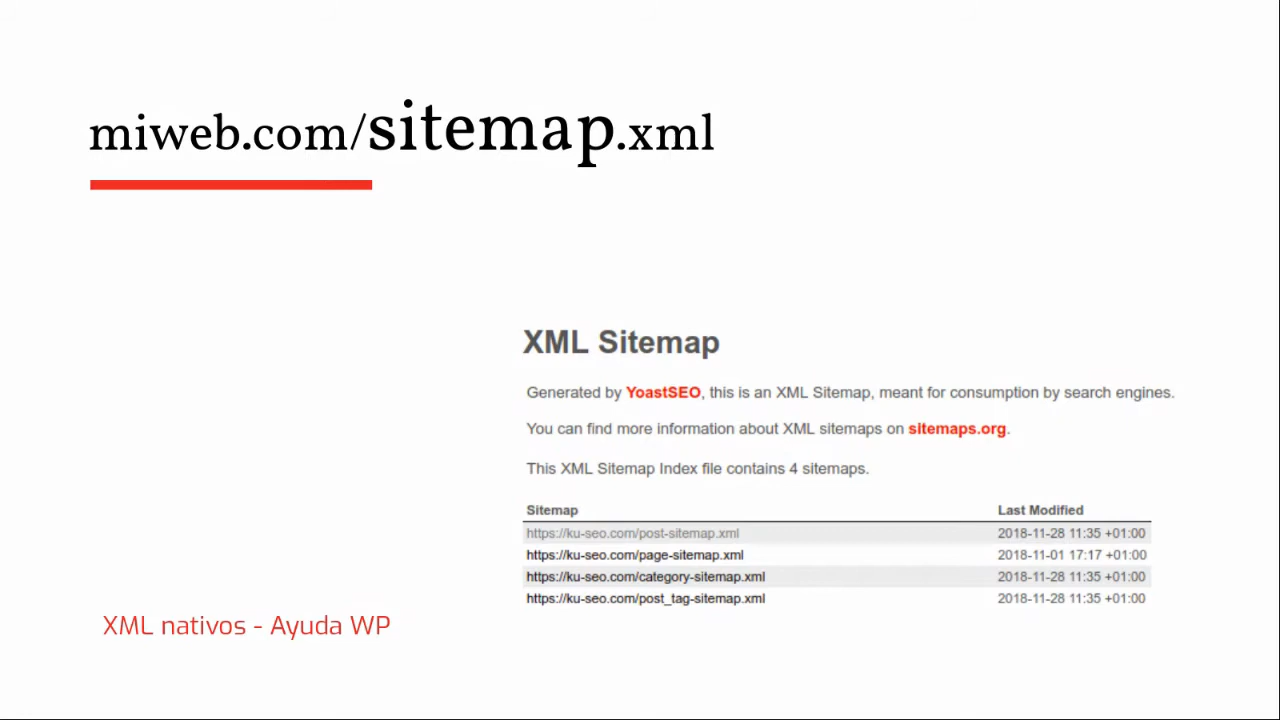 miweb.com/sitemap.xml
XML Sitemap
Generated by YoastSEO, this is an XML Sitemap, meant for consumption by search engines.
You can find more information about XML sitemaps on sitemaps.org.
This XML Sitemap Index file contains 4 sitemaps.
Sitemap Last Modified
https://ku-seo.com/post-sitemap.xml 2018-11-28 11:35 +01:00
https://ku-seo.com/page-sitemap.xml 2018-11-01 17:17 +01:00
https://ku-seo.com/category-sitemap.xml 2018-11-28 11:35 +01:00
https://ku-seo.com/post_tag-sitemap.xml 2018-11-28 11:35 +01:00
XML nativos - Ayuda WP